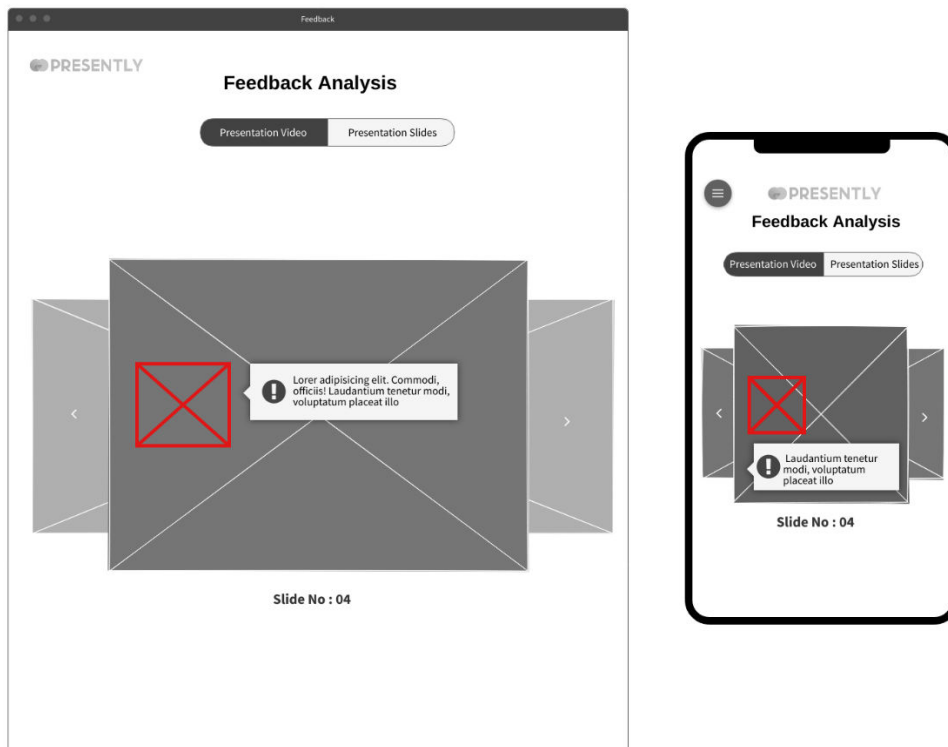 Feedback
PRESENTLY
Feedback Analysis
Presentation Video
Presentation Slides
Lorer adipisicing elit. Commodi,
officiis! Laudantium tenetur modi,
voluptatum placeat illo
Slide No : 04
PRESENTLY
Feedback Analysis
Presentation Video
Presentation Slides
Laudantium tenetur
modi, voluptatum
placeat illo
Slide No : 04